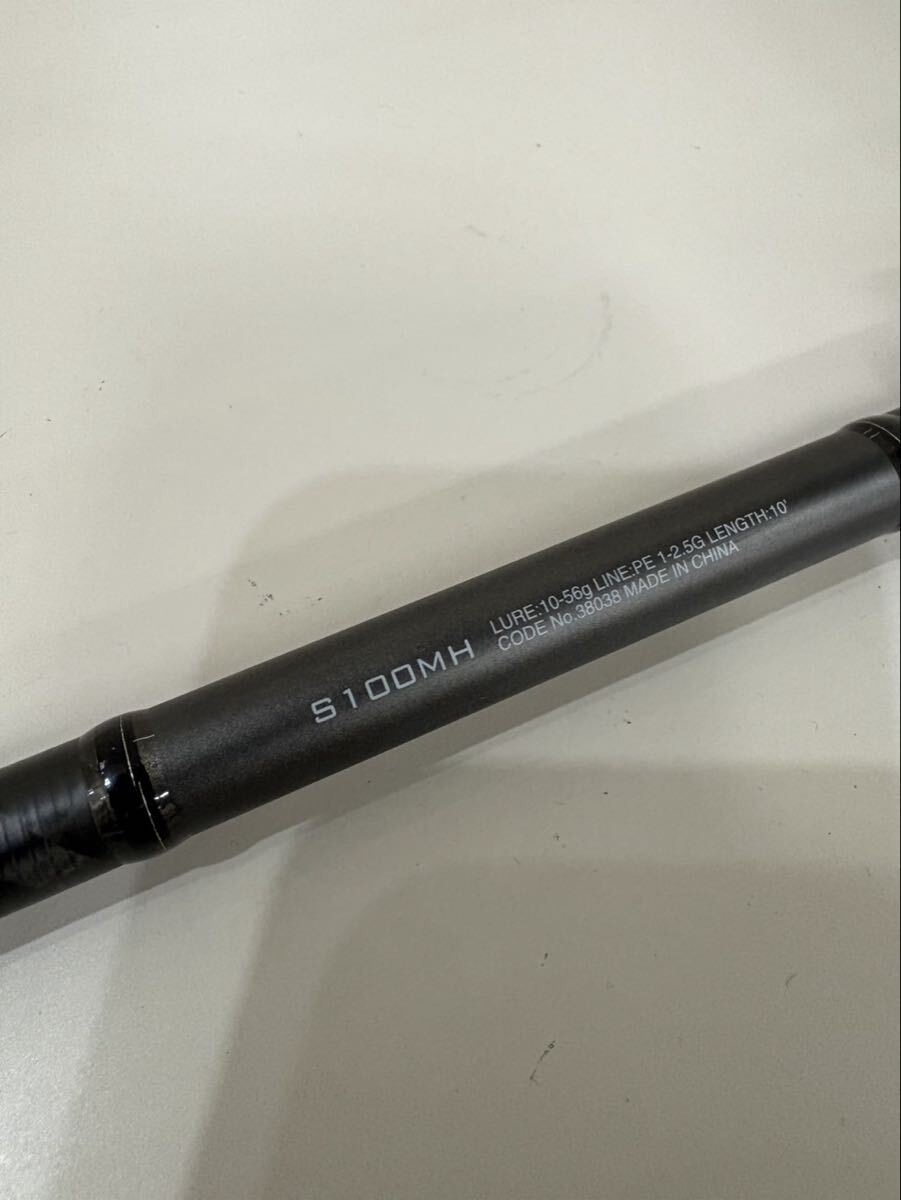 S100MH
LURE:10-56g LINE:PE 1-2.5G LENGTH:10'
CODE No.38038 MADE IN CHINA